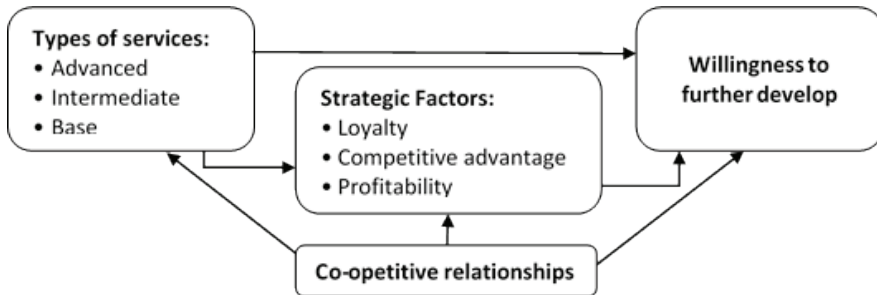 Types of services:
• Advanced
• Intermediate
• Base
Strategic Factors:
• Loyalty
• Competitive advantage
• Profitability
Willingness to
further develop
Co-opetitive relationships